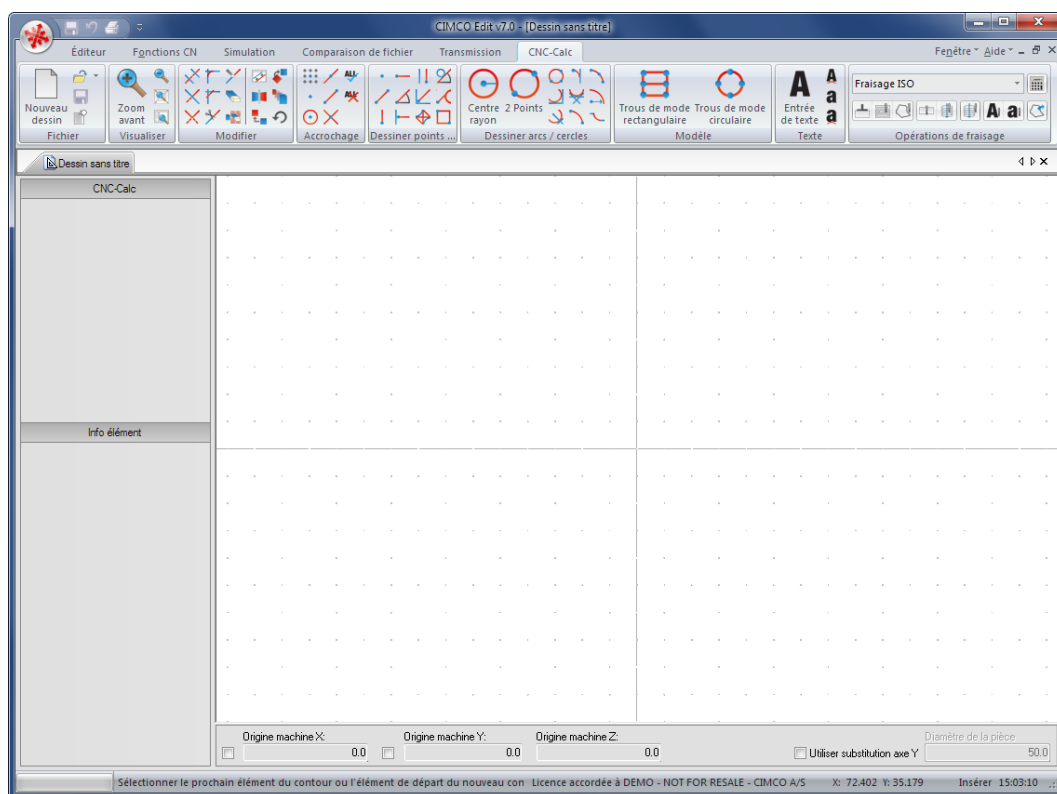 CIMCO Edit v7.0 - [Dessin sans titre]
Éditeur Fonctions CN Simulation Comparaison de fichier Transmission CNC-Calc Fenêtre Aide
Nouveau dessin
Zoom avant
Centre rayon
2 Points
Trous de mode rectangulaire
Trous de mode circulaire
Entrée de texte
Fraisage ISO
Fichier Visualiser Modifier Accrochage Dessiner points ... Dessiner arcs / cercles Modèle Texte Opérations de fraisage
Dessin sans titre
CNC-Calc
Info élément
Origine machine X: Origine machine Y: Origine machine Z: Diamètre de la pièce
0.0 0.0 0.0 Utiliser substitution axe Y 50.0
Sélectionner le prochain élément du contour ou l'élément de départ du nouveau con Licence accordée à DEMO - NOT FOR RESALE - CIMCO A/S X: 72.402 Y: 35.179 Insérer 15:03:10